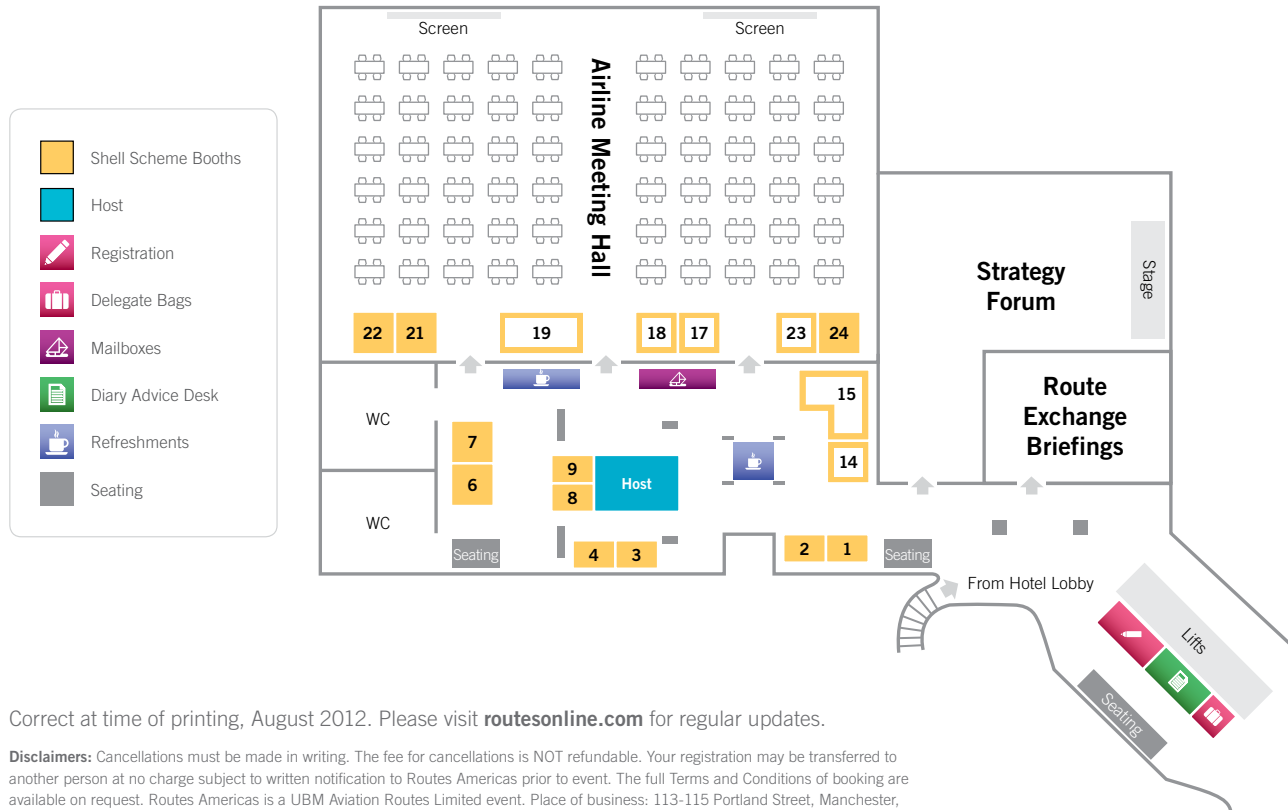 Screen
Screen
Airline Meeting Hall
Shell Scheme Booths
Host
Registration
Delegate Bags
Mailboxes
Diary Advice Desk
Refreshments
Seating
Strategy
Forum
Stage
22
21
19
18
17
23
24
Route
Exchange
Briefings
WC
7
6
9
8
Host
15
14
WC
Seating
4
3
2
1
Seating
From Hotel Lobby
Lifts
Seating
Correct at time of printing, August 2012. Please visit routesonline.com for regular updates.
Disclaimers: Cancellations must be made in writing. The fee for cancellations is NOT refundable. Your registration may be transferred to
another person at no charge subject to written notification to Routes Americas prior to event. The full Terms and Conditions of booking are
available on request. Routes Americas is a UBM Aviation Routes Limited event. Place of business: 113-115 Portland Street, Manchester,